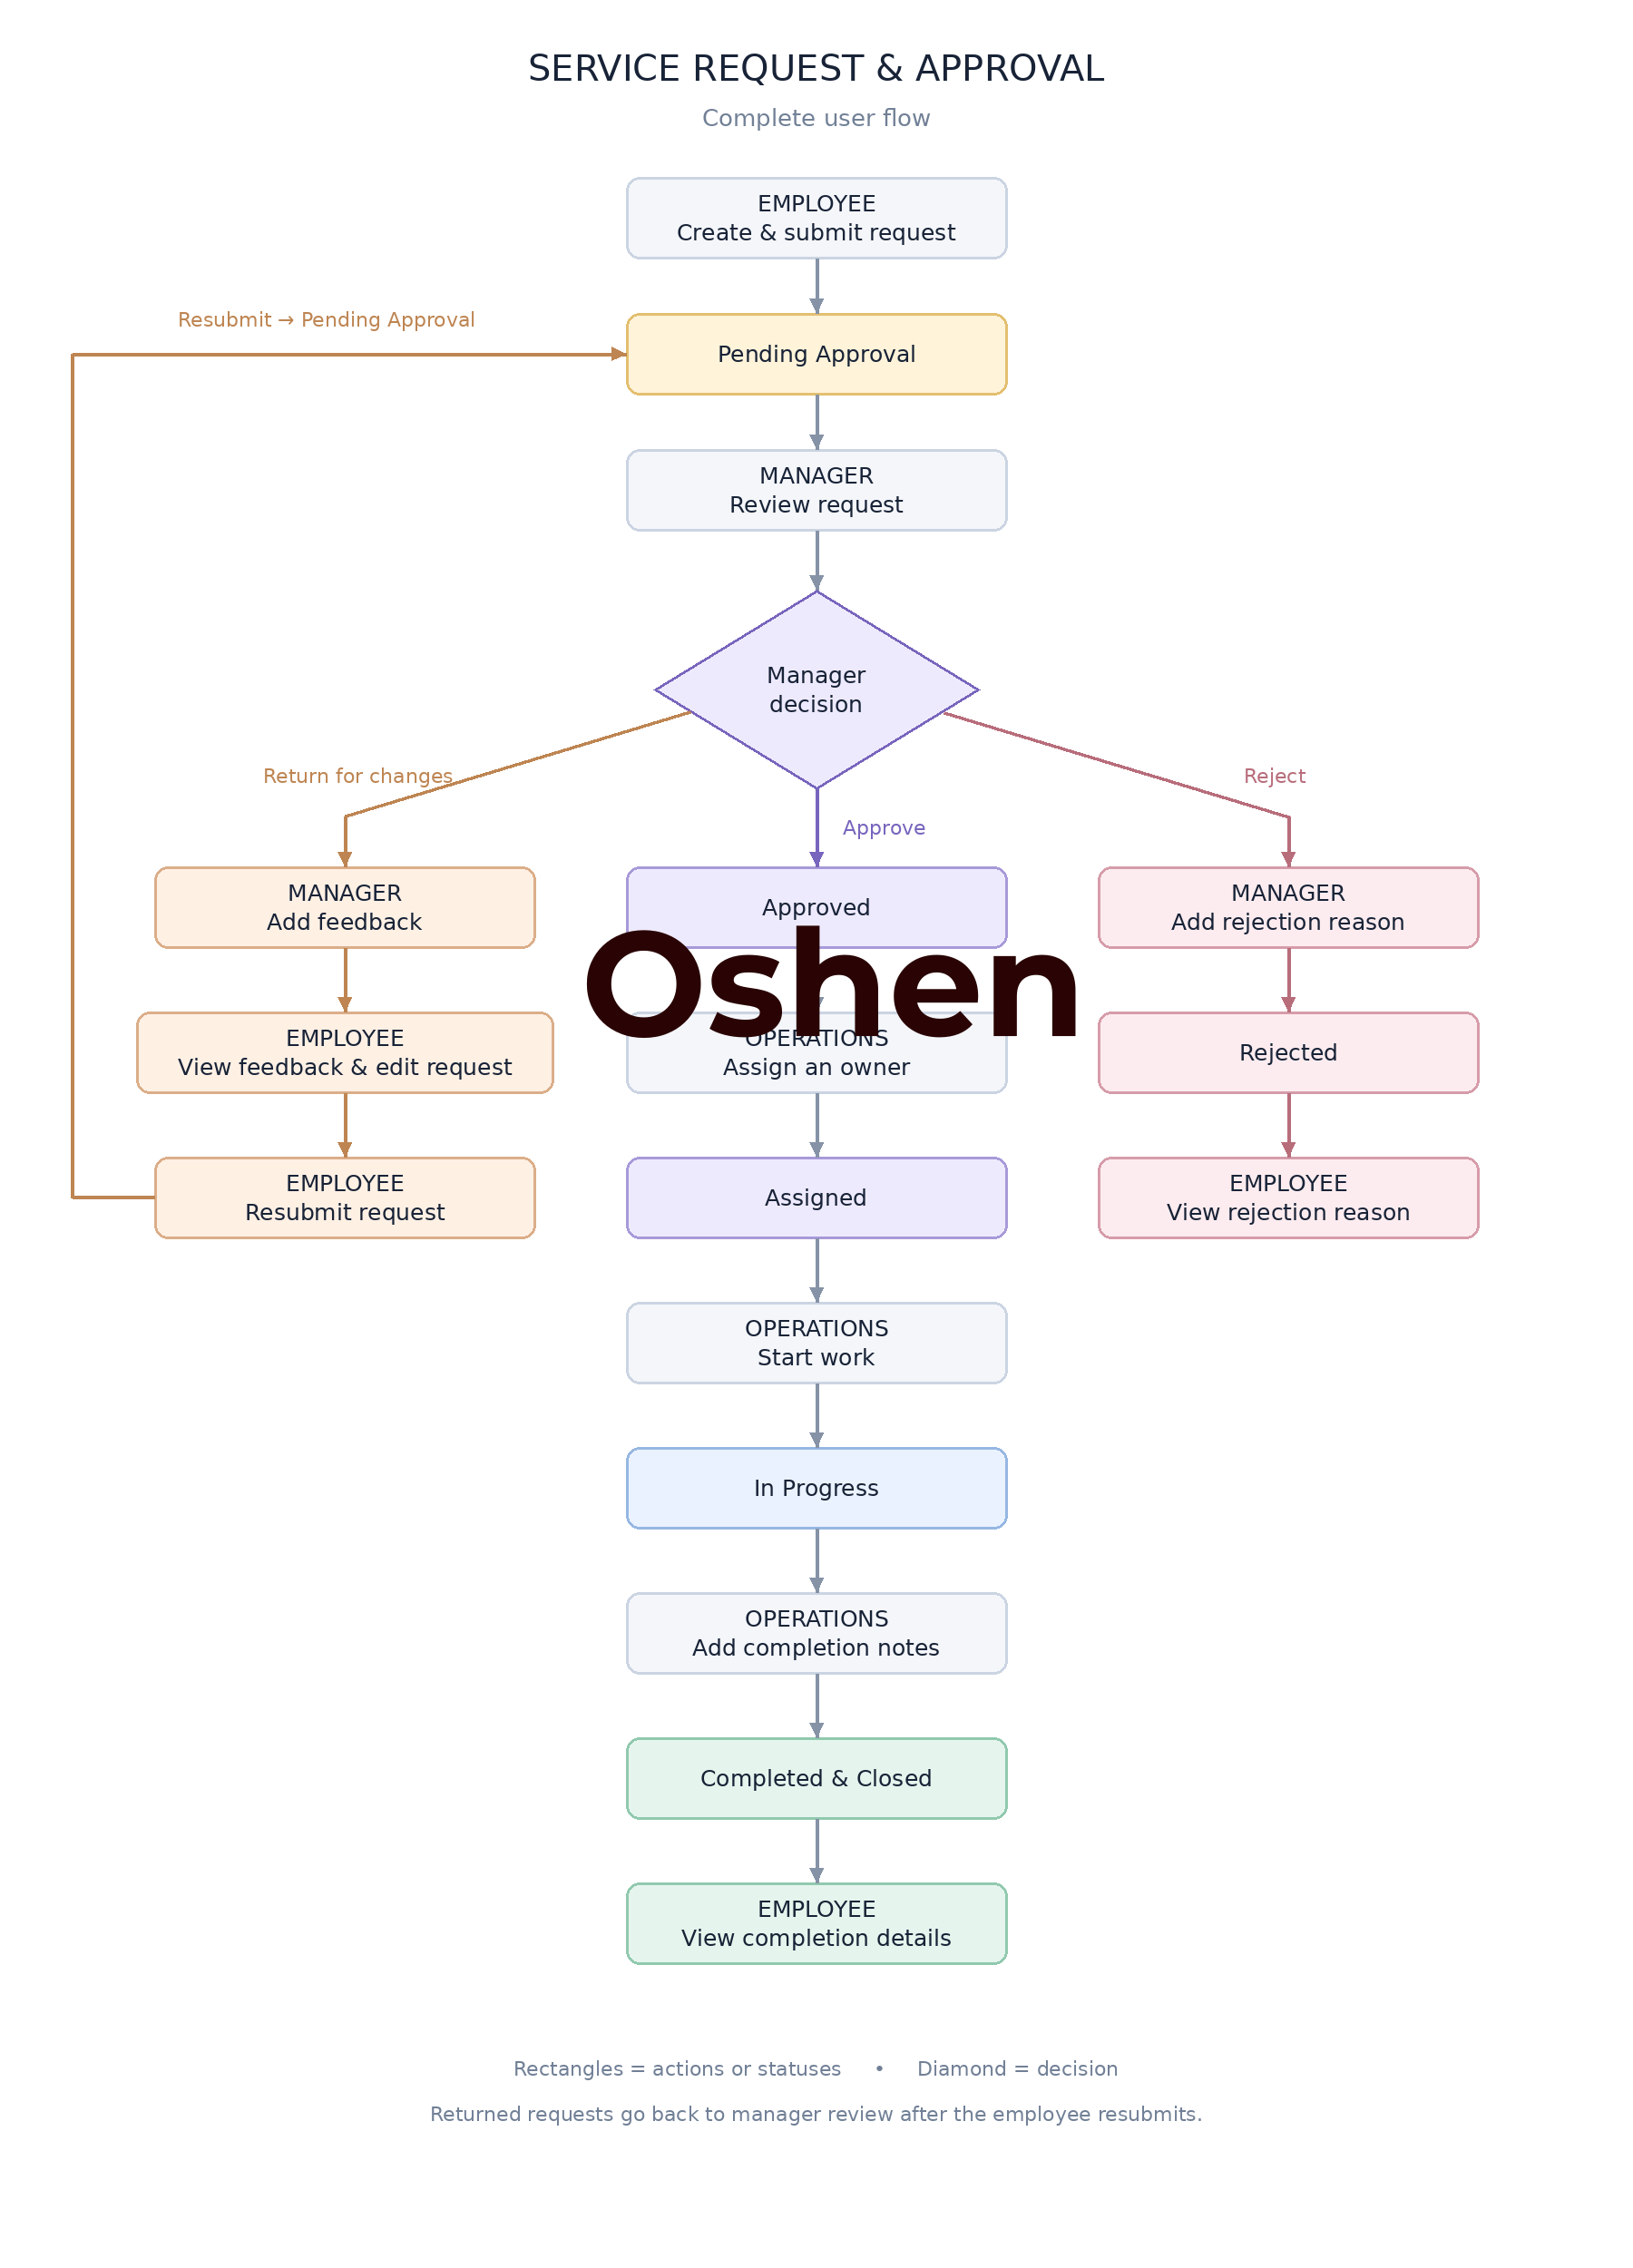 SERVICE REQUEST & APPROVAL
Complete user flow
EMPLOYEE
Create & submit request
Resubmit → Pending Approval
Pending Approval
MANAGER
Review request
Manager
decision
Return for changes
Reject
Approve
MANAGER
Add feedback
Approved
MANAGER
Add rejection reason
Oshen
EMPLOYEE
View feedback & edit request
OPERATIONS
Assign an owner
Rejected
EMPLOYEE
Resubmit request
Assigned
EMPLOYEE
View rejection reason
OPERATIONS
Start work
In Progress
OPERATIONS
Add completion notes
Completed & Closed
EMPLOYEE
View completion details
Rectangles = actions or statuses • Diamond = decision
Returned requests go back to manager review after the employee resubmits.